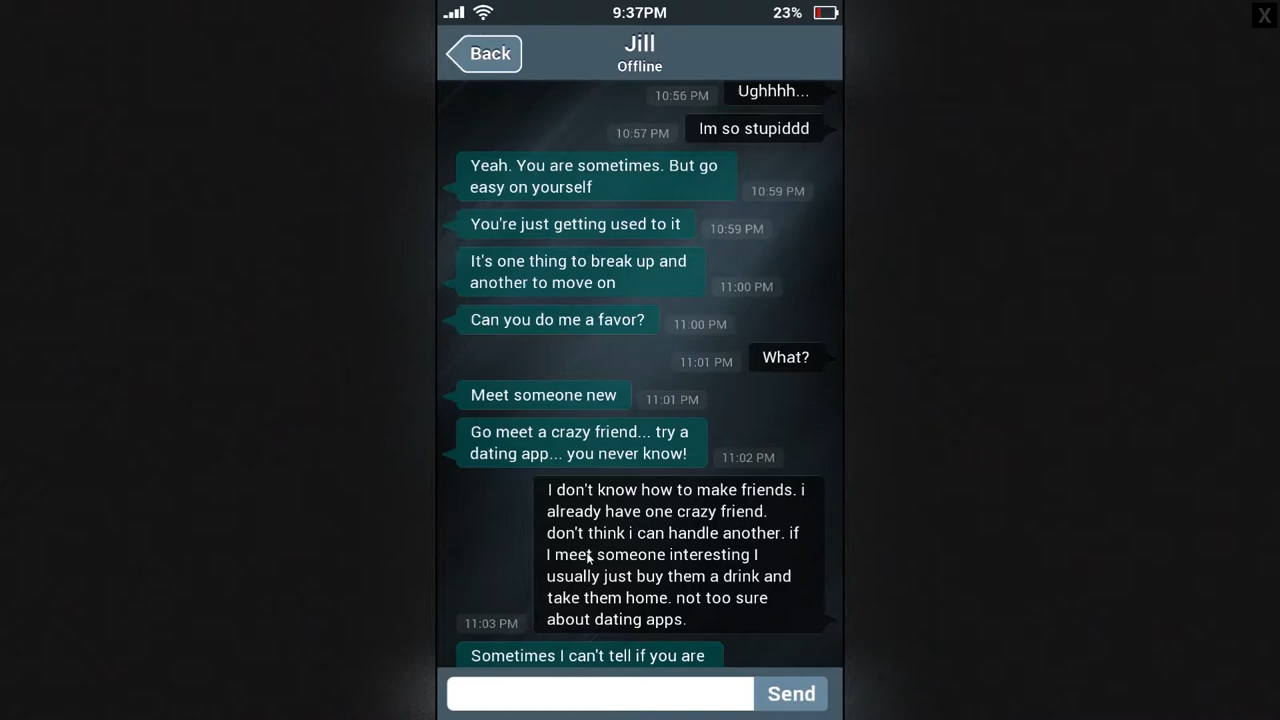 9:37PM
23%
X
Back
Jill
Offline
Ughhhh...
10:56 PM
Im so stupiddd
10:57 PM
Yeah. You are sometimes. But go
easy on yourself
10:59 PM
You're just getting used to it
10:59 PM
It's one thing to break up and
another to move on
11:00 PM
Can you do me a favor?
11:00 PM
What?
11:01 PM
Meet someone new
11:01 PM
Go meet a crazy friend... try a
dating app... you never know!
11:02 PM
I don't know how to make friends. i
already have one crazy friend.
don't think i can handle another. if
I meet someone interesting I
usually just buy them a drink and
take them home. not too sure
about dating apps.
11:03 PM
Sometimes I can't tell if you are
Send